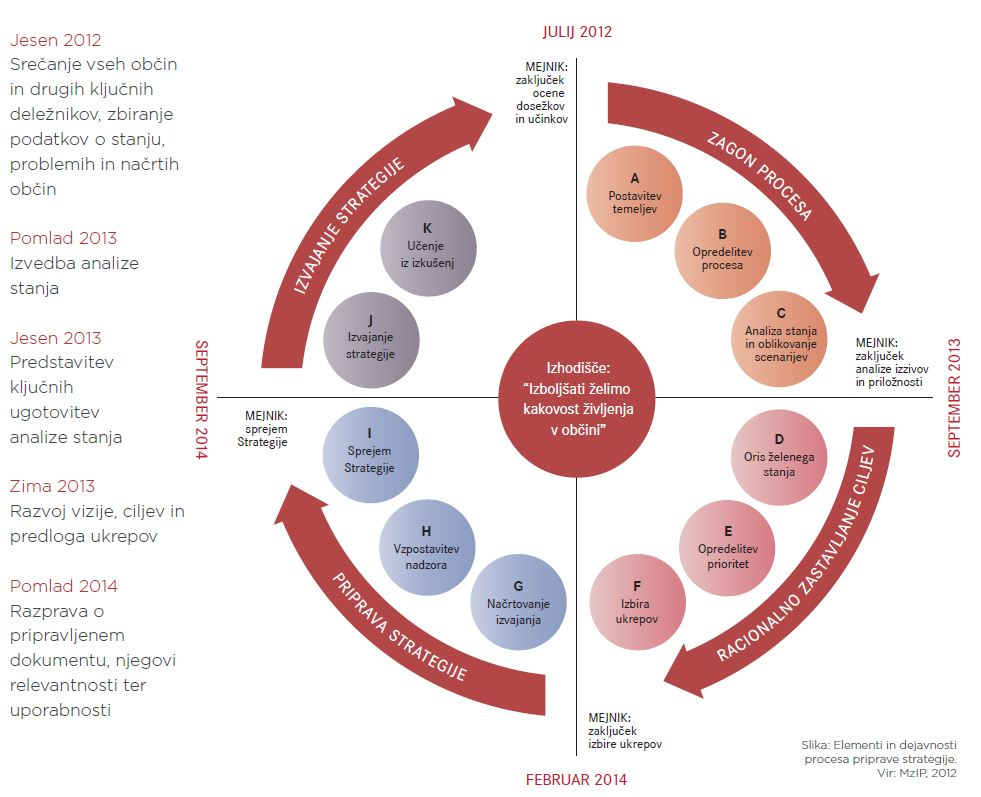 Jesen 2012
Srečanje vseh občin
in drugih ključnih
deležnikov, zbiranje
podatkov o stanju,
problemih in načrtih
občin
Pomlad 2013
Izvedba analize
stanja
Jesen 2013
Predstavitev
ključnih
ugotovitev
analize stanja
Zima 2013
Razvoj vizije, ciljev in
predloga ukrepov
Pomlad 2014
Razprava o
pripravljenem
dokumentu, njegovi
relevantnosti ter
uporabnosti
JULIJ 2012
MEJNIK:
zaključek
ocene
dosežkov
in učinkov
ZAGON PROCESA
A
Postavitev
temeljev
B
Opredelitev
procesa
C
Analiza stanja
in oblikovanje
scenarijev
MEJNIK:
zaključek
analize izzivov
in priložnosti
SEPTEMBER 2013
RACIONALNO ZASTAVLJANJE CILJEV
D
Oris želenega
stanja
E
Opredelitev
prioritet
F
Izbira
ukrepov
MEJNIK:
zaključek
izbire ukrepov
FEBRUAR 2014
PRIPRAVA STRATEGIJE
G
Načrtovanje
izvajanja
H
Vzpostavitev
nadzora
I
Sprejem
Strategije
MEJNIK:
sprejem
Strategije
SEPTEMBER 2014
IZVAJANJE STRATEGIJE
J
Izvajanje
strategije
K
Učenje
iz izkušenj
Izhodišče:
“Izboljšati želimo
kakovost življenja
v občini”
Slika: Elementi in dejavnosti
procesa priprave strategije.
Vir: MzIP, 2012